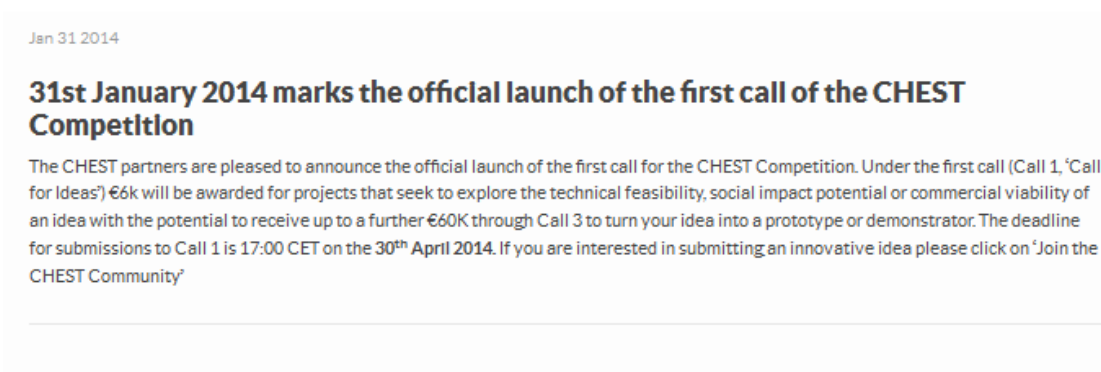 Jan 31 2014
31st January 2014 marks the official launch of the first call of the CHEST
Competition
The CHEST partners are pleased to announce the official launch of the first call for the CHEST Competition. Under the first call (Call 1, ‘Call
for Ideas’) €6k will be awarded for projects that seek to explore the technical feasibility, social impact potential or commercial viability of
an idea with the potential to receive up to a further €60K through Call 3 to turn your idea into a prototype or demonstrator. The deadline
for submissions to Call 1 is 17:00 CET on the 30th April 2014. If you are interested in submitting an innovative idea please click on ‘Join the
CHEST Community’